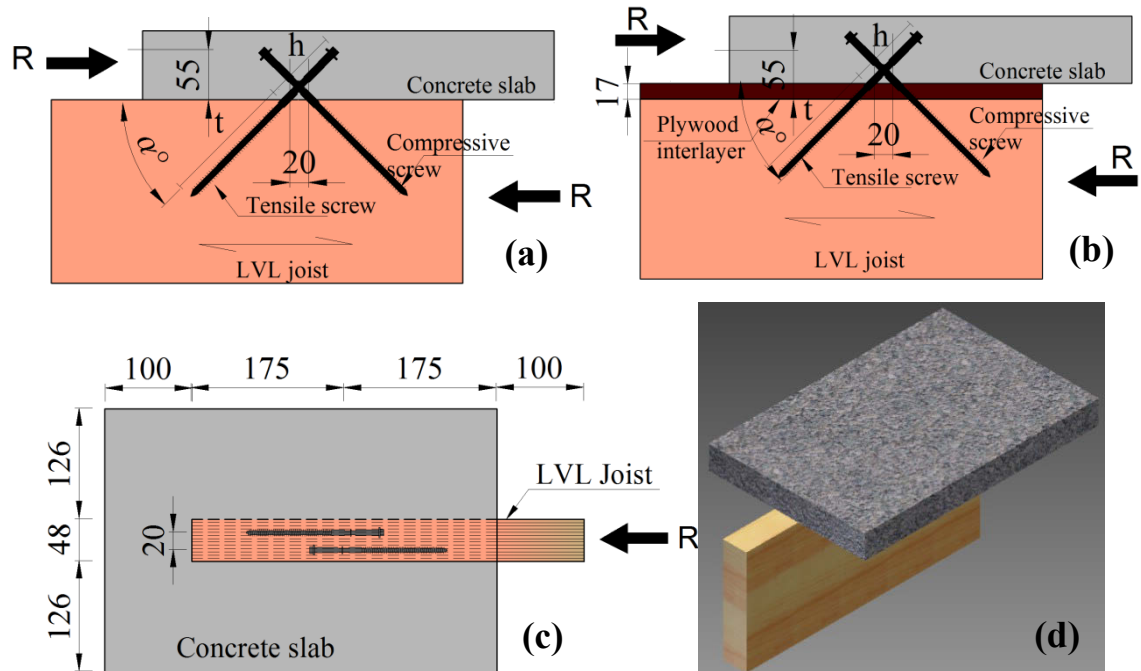 R
h
55
Concrete slab
t
α°
20
Compressive
screw
Tensile screw
R
LVL joist
(a)
R
h
55
Concrete slab
17
t
α°
Plywood
interlayer
20
Compressive
screw
Tensile screw
R
LVL joist
(b)
100
175
175
100
126
48
126
20
LVL Joist
R
Concrete slab
(c)
(d)